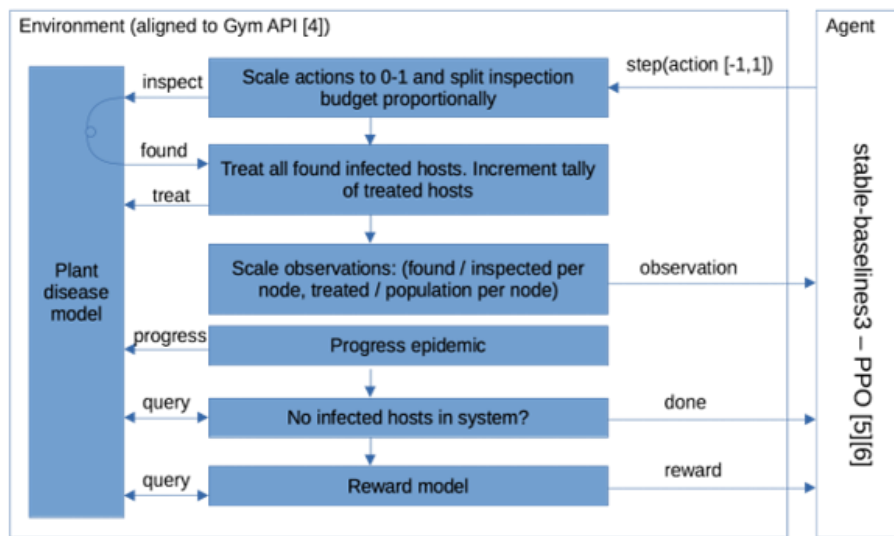 Environment (aligned to Gym API [4])
Agent
Scale actions to 0-1 and split inspection
budget proportionally
step(action [-1,1])
inspect
found
Treat all found infected hosts. Increment tally
of treated hosts
treat
Scale observations: (found / inspected per
node, treated / population per node)
observation
Plant
disease
model
progress
Progress epidemic
query
No infected hosts in system?
done
query
Reward model
reward
stable-baselines3 – PPO [5][6]